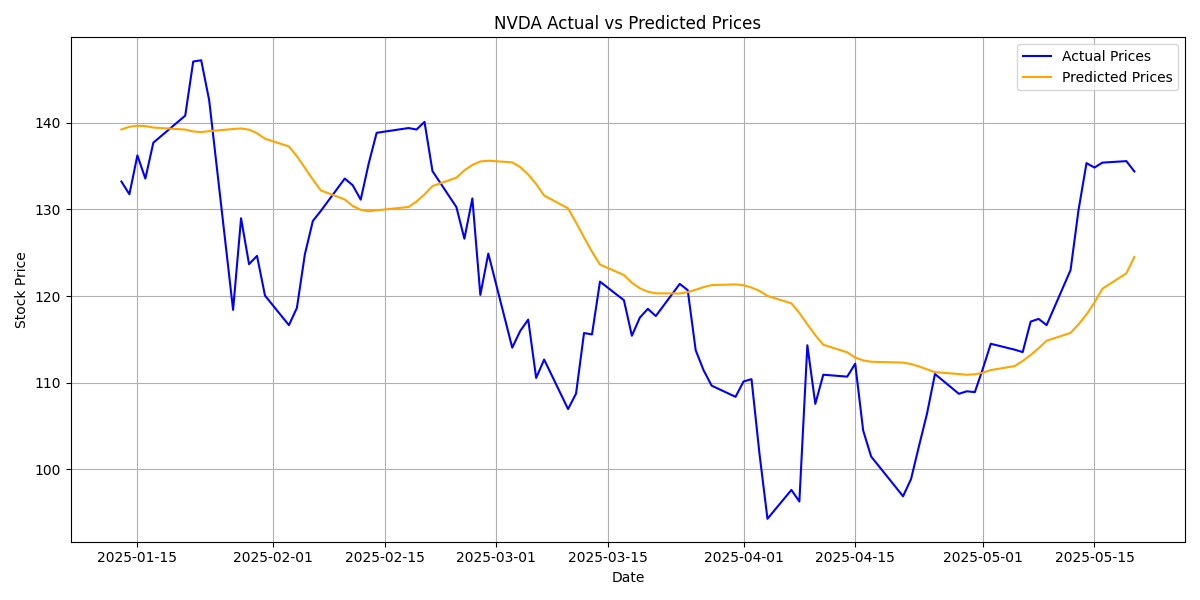 NVDA Actual vs Predicted Prices
Actual Prices
Predicted Prices
Stock Price
140
130
120
110
100
2025-01-15 2025-02-01 2025-02-15 2025-03-01 2025-03-15 2025-04-01 2025-04-15 2025-05-01 2025-05-15
Date